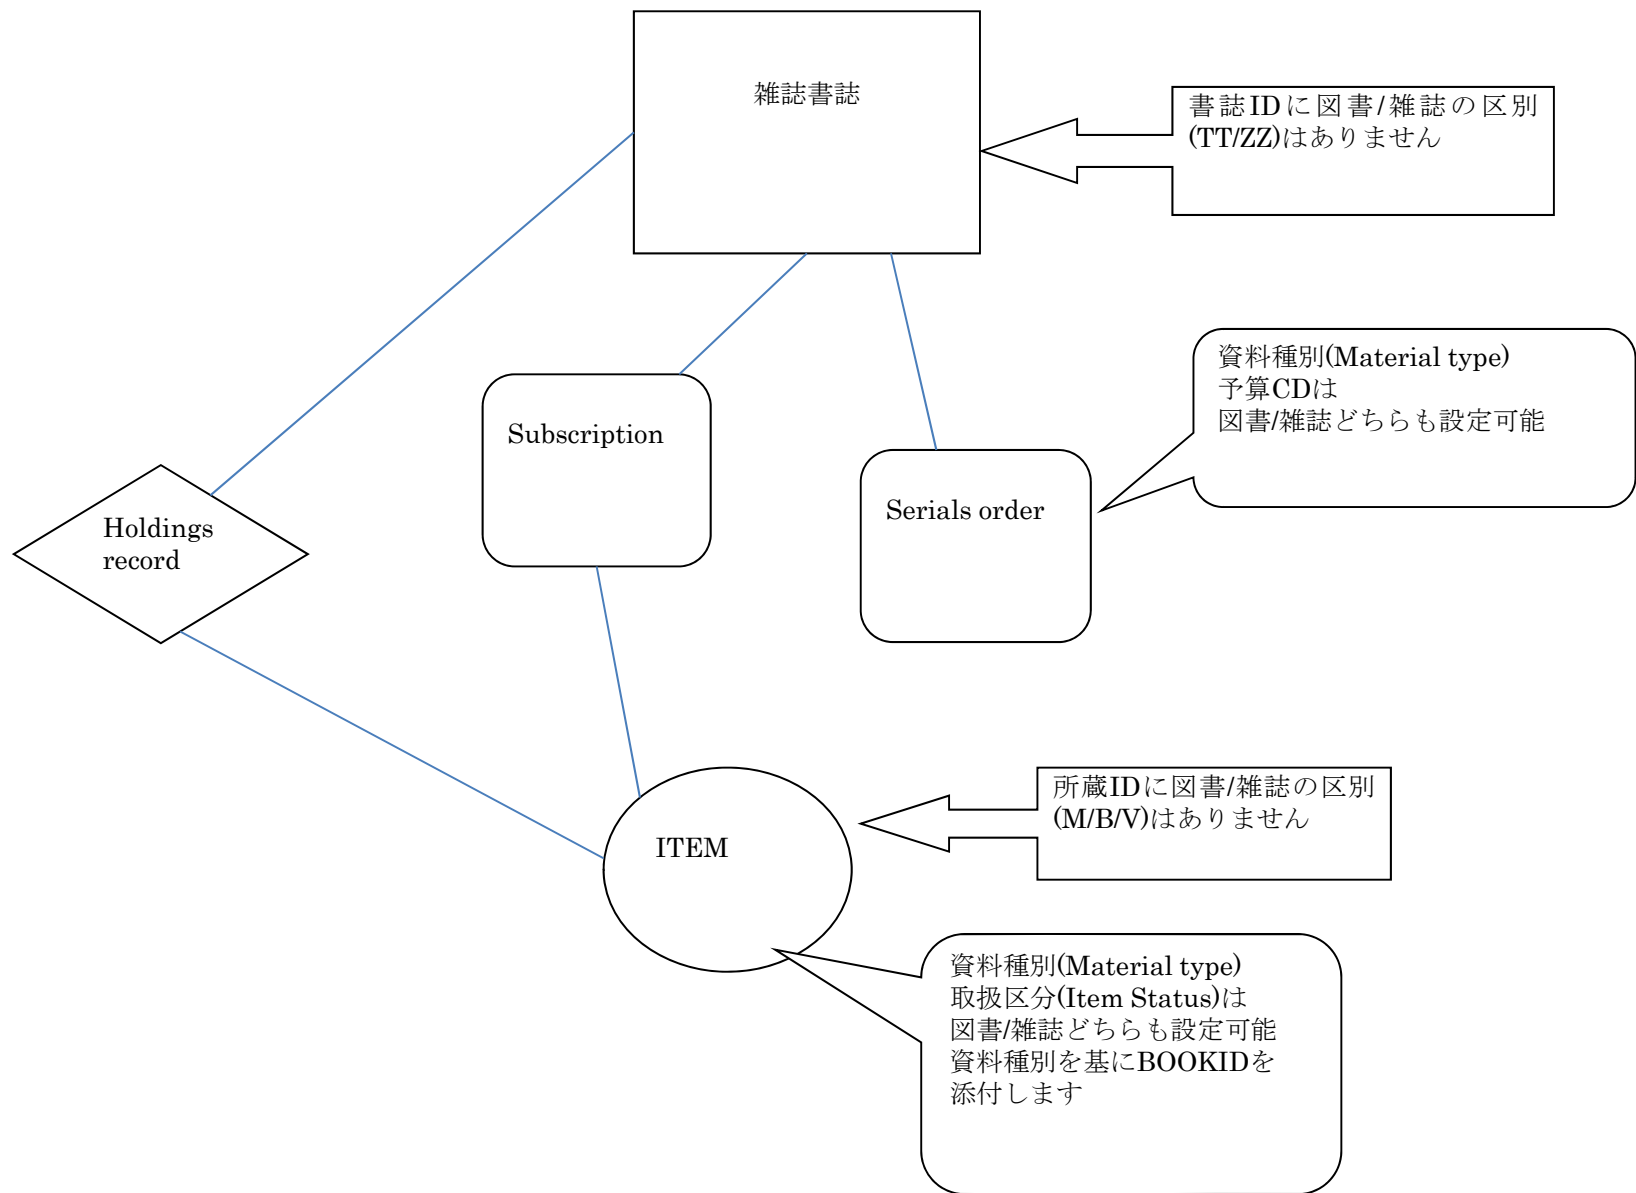 雑誌書誌
書誌IDに図書/雑誌の区別
(TT/ZZ)はありません
資料種別(Material type)
予算CDは
図書/雑誌どちらも設定可能
Subscription
Serials order
Holdings
record
所蔵IDに図書/雑誌の区別
(M/B/V)はありません
ITEM
資料種別(Material type)
取扱区分(Item Status)は
図書/雑誌どちらも設定可能
資料種別を基にBOOKIDを
添付します